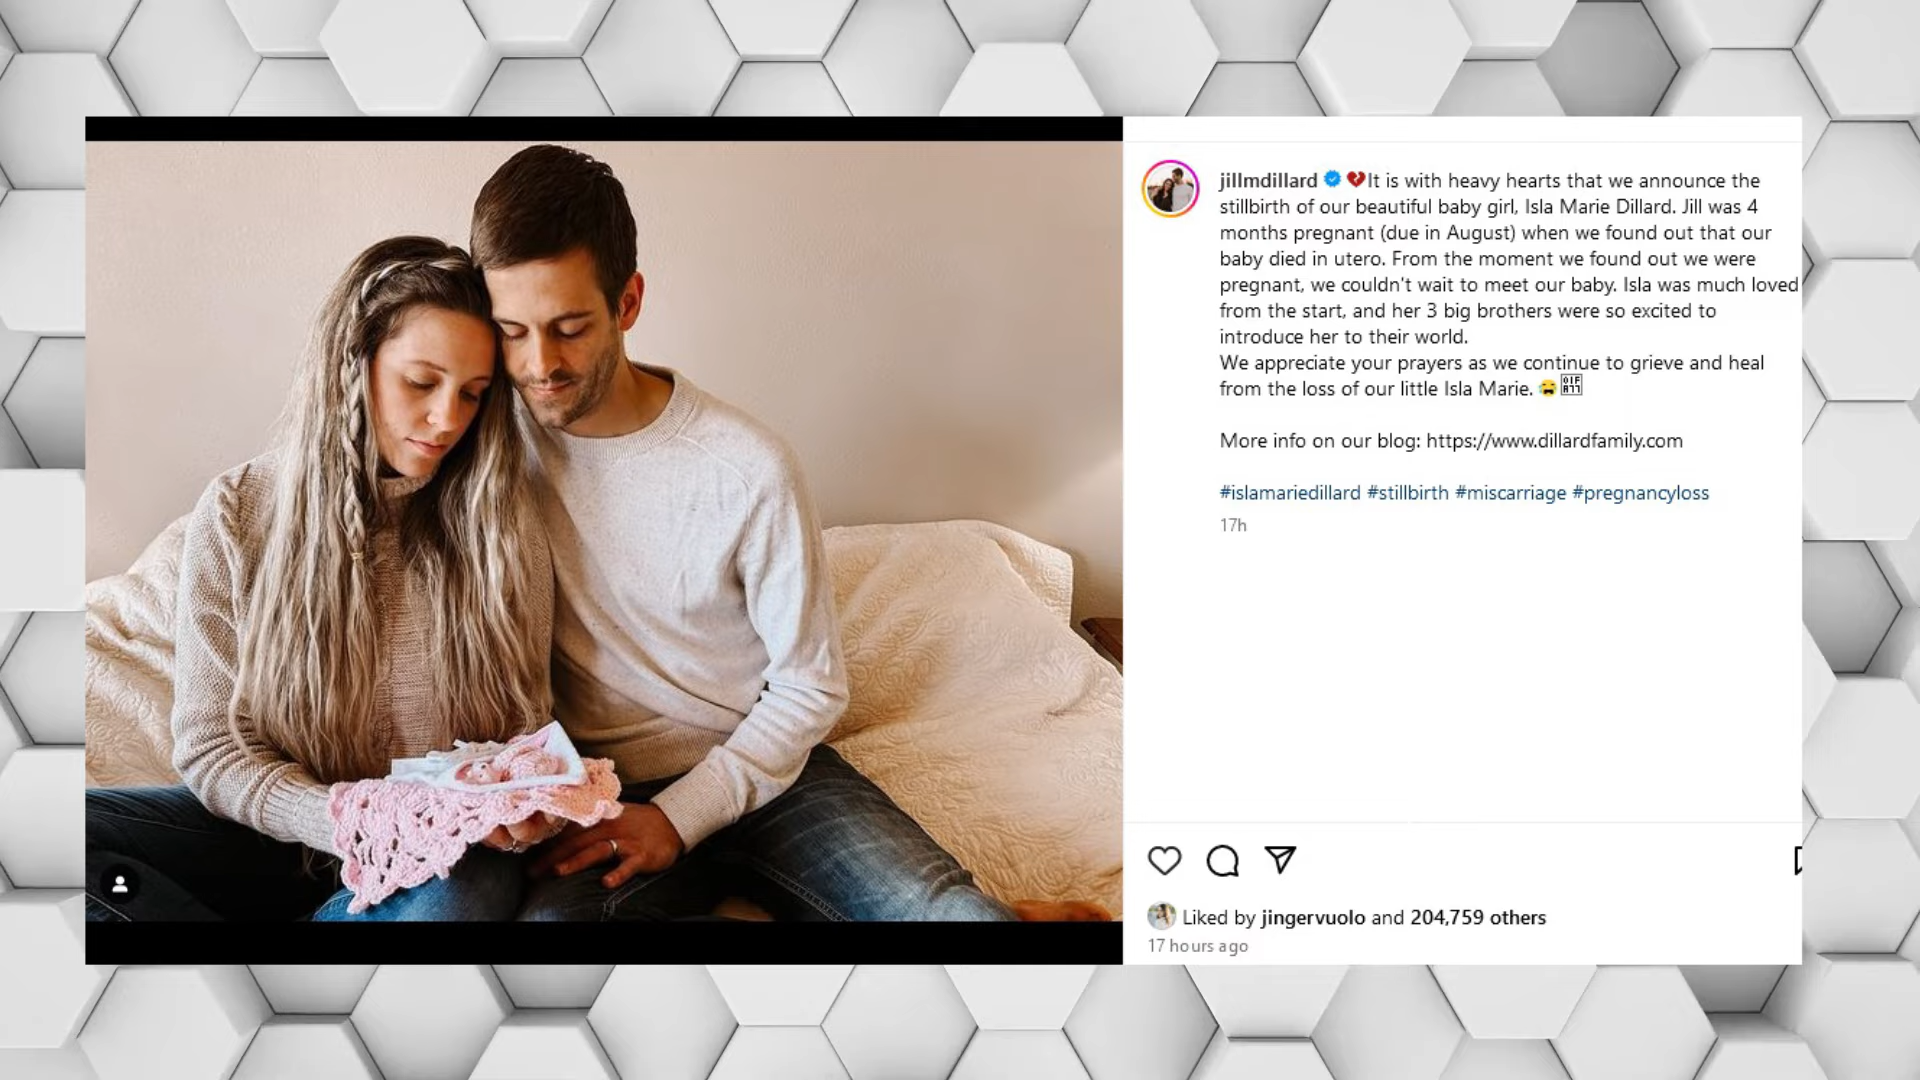 jillmdillard 💔It is with heavy hearts that we announce the
stillbirth of our beautiful baby girl, Isla Marie Dillard. Jill was 4
months pregnant (due in August) when we found out that our
baby died in utero. From the moment we found out we were
pregnant, we couldn't wait to meet our baby. Isla was much loved
from the start, and her 3 big brothers were so excited to
introduce her to their world.
We appreciate your prayers as we continue to grieve and heal
from the loss of our little Isla Marie. 😭
More info on our blog: https://www.dillardfamily.com
#islamariedillard #stillbirth #miscarriage #pregnancyloss
17h
Liked by jingervuolo and 204,759 others
17 hours ago